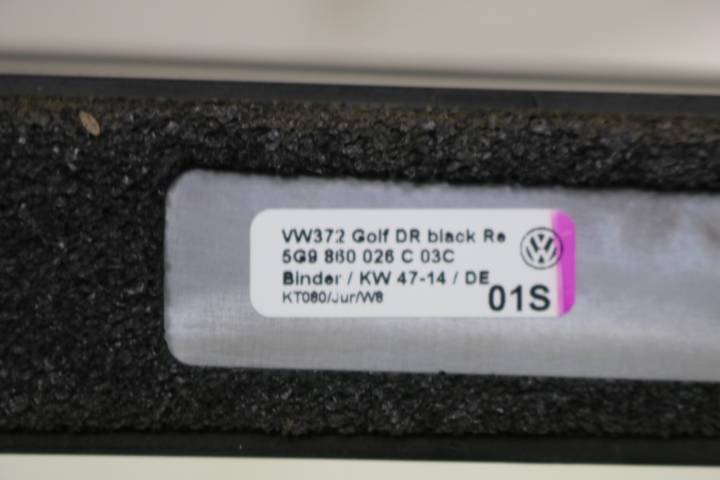 VW372 Golf DR black Re
5G9 860 026 C 03C
Binder / KW 47-14 / DE
KT080/Jur/W8
01S